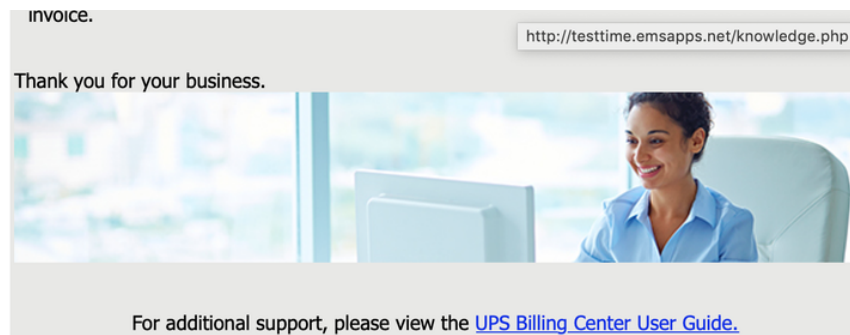 invoice.
http://testtime.emsapps.net/knowledge.php
Thank you for your business.
For additional support, please view the UPS Billing Center User Guide.